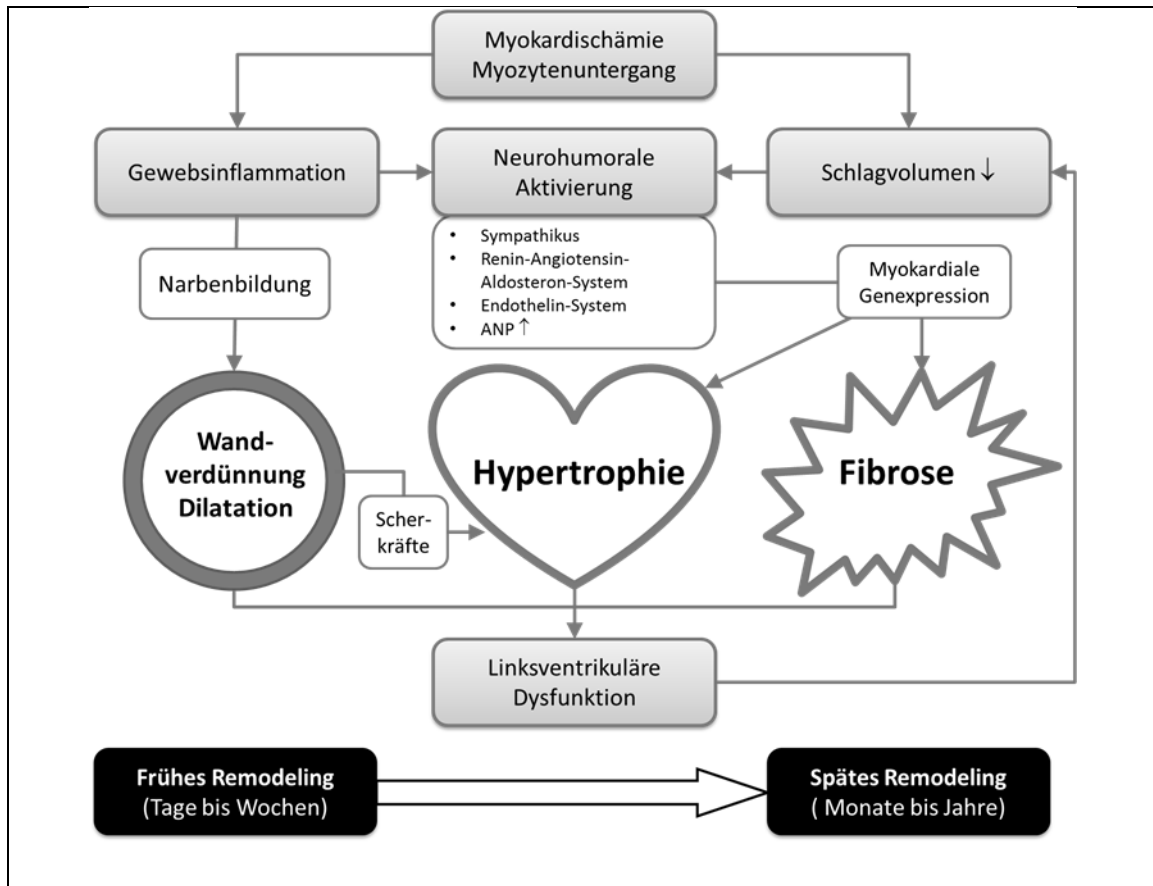 Myokardischämie
Myozytenuntergang
Gewebsinflammation
Neurohumorale
Aktivierung
Schlagvolumen ↓
• Sympathikus
• Renin-Angiotensin-
Aldosteron-System
• Endothelin-System
• ANP ↑
Narbenbildung
Myokardiale
Genexpression
Wand-
verdünnung
Dilatation
Scher-
kräfte
Hypertrophie
Fibrose
Linksventrikuläre
Dysfunktion
Frühes Remodeling
(Tage bis Wochen)
Spätes Remodeling
( Monate bis Jahre)